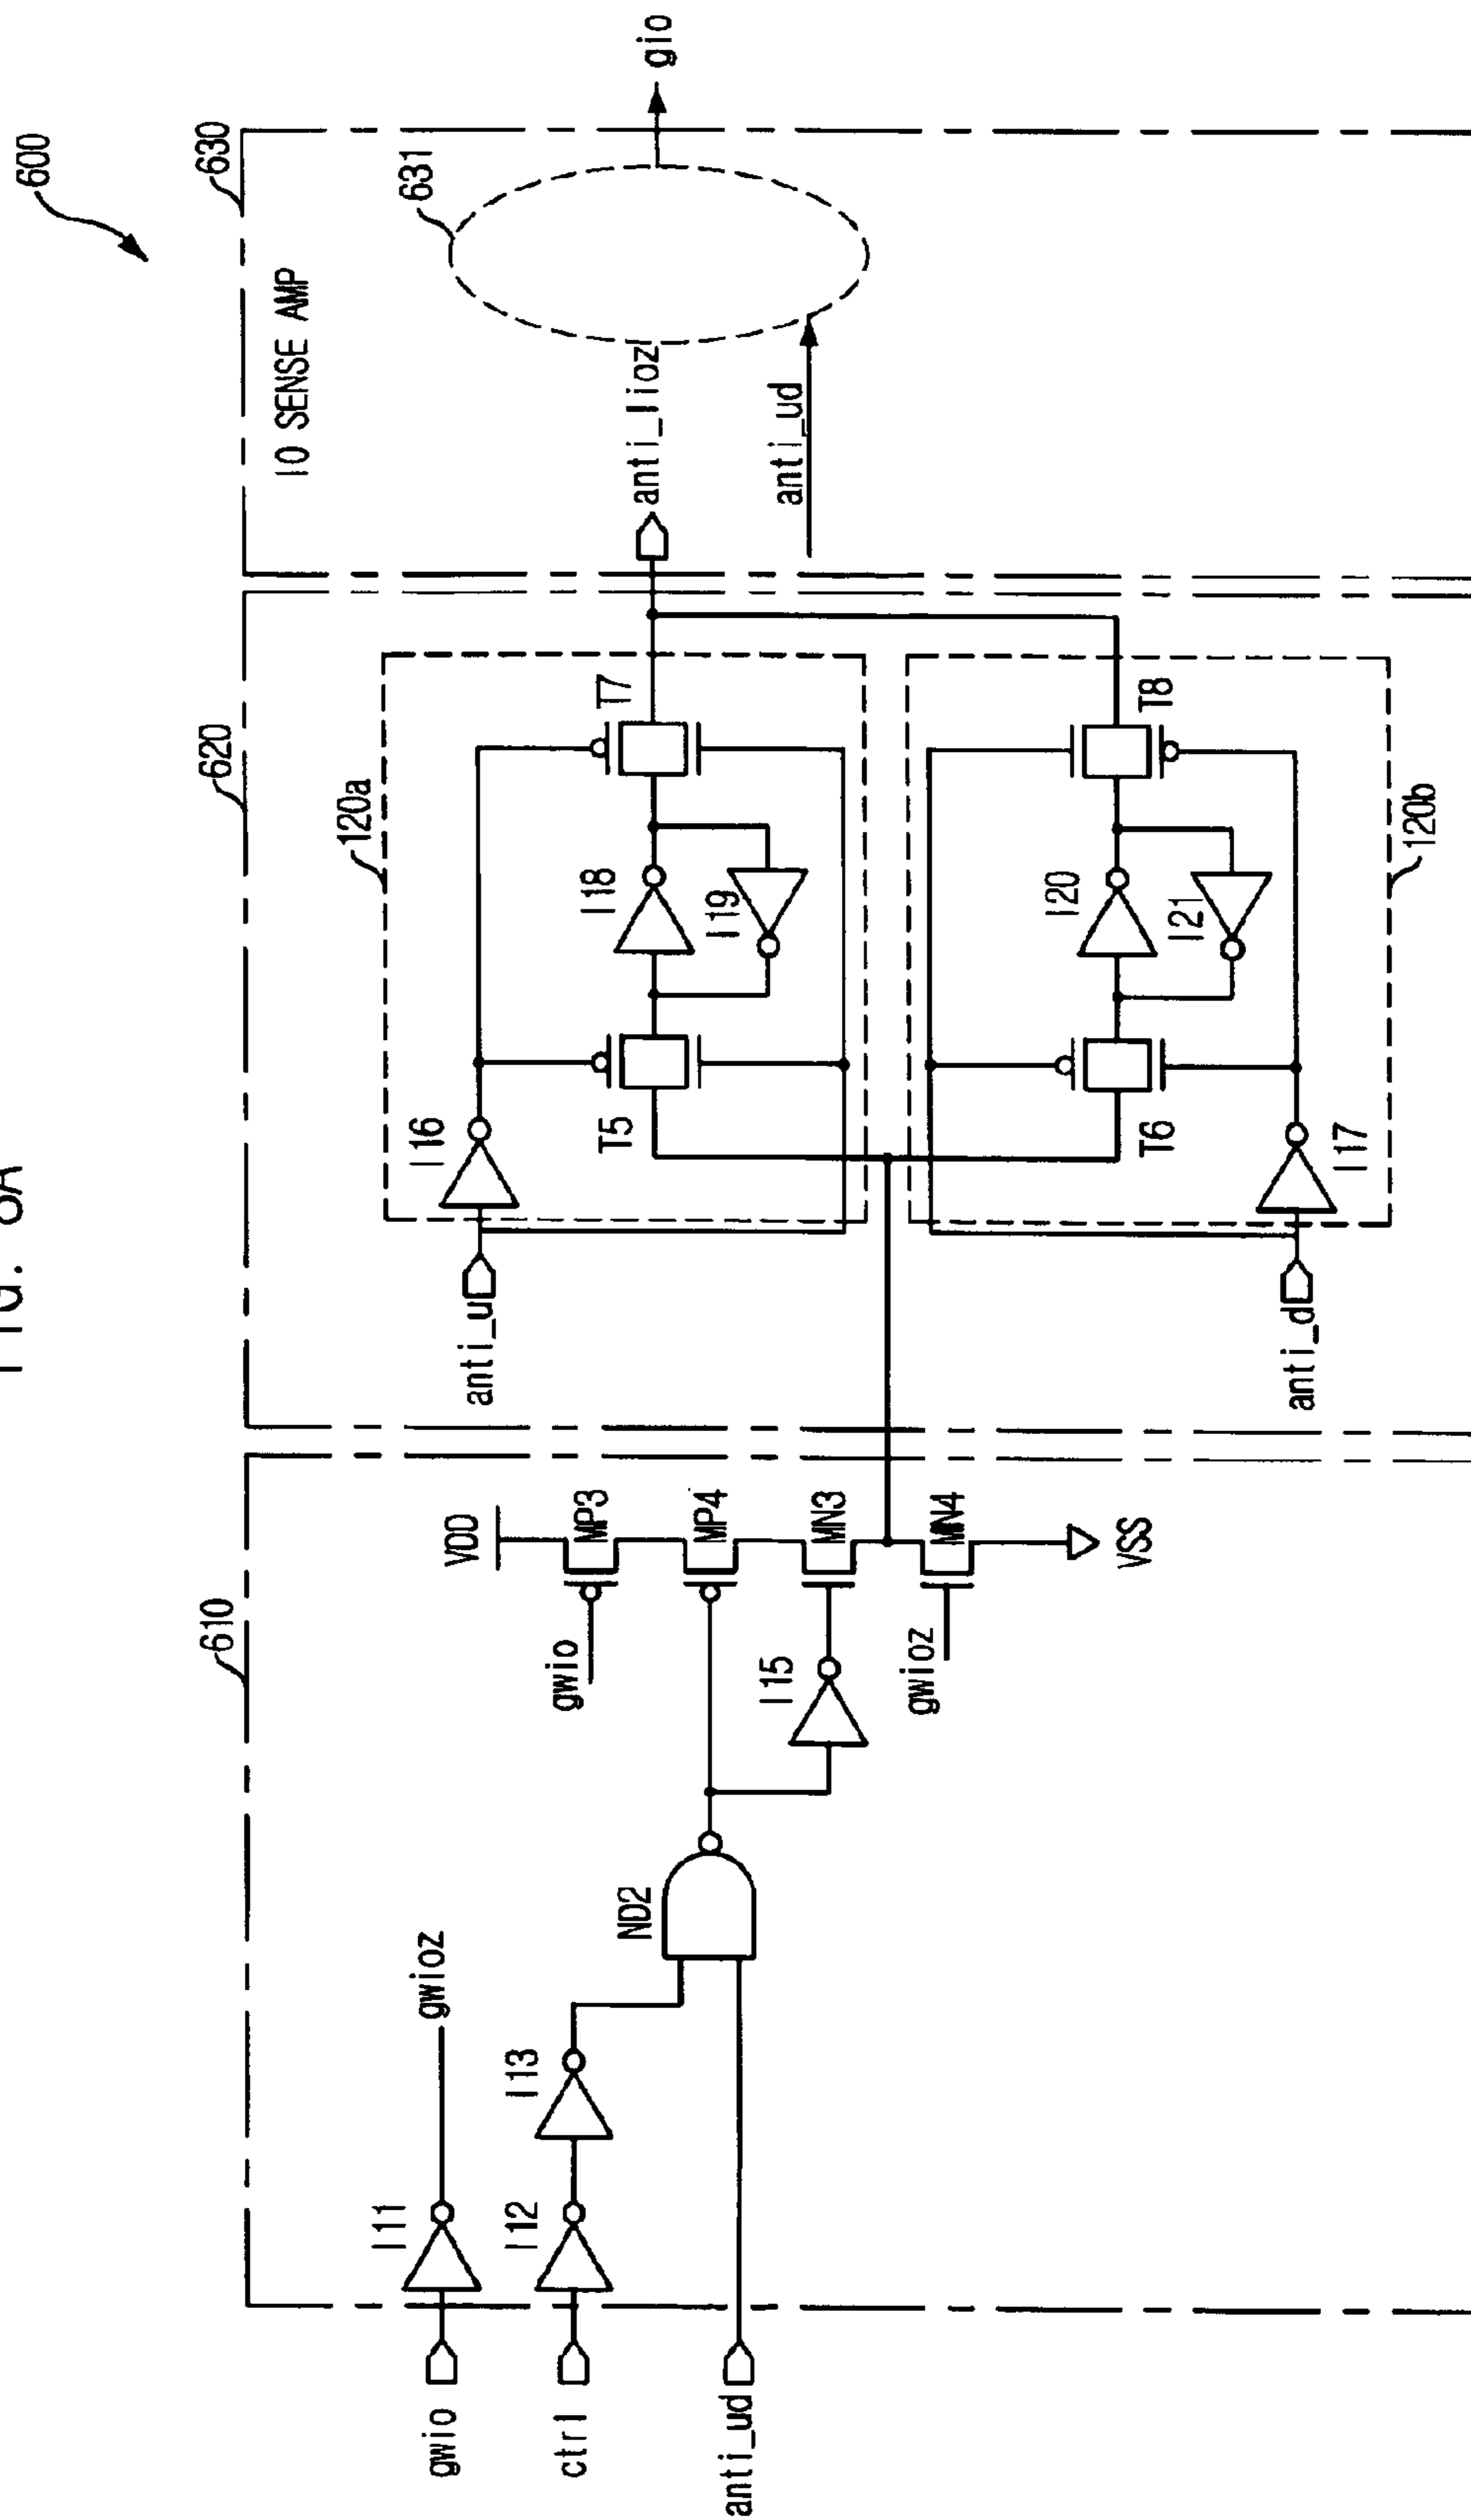 600
610
620
630
IO SENSE AMP
631
gio
anti_lioz
anti_ud
120a
I16
T5
I18
I19
T7
anti_u
120b
T6
I20
I21
T8
I17
anti_d
VDD
gwio
MP3
MP4
I15
MN3
gwioz
MN4
VSS
gwio
I11
gwioz
ctrl
I12
I13
ND2
anti_ud